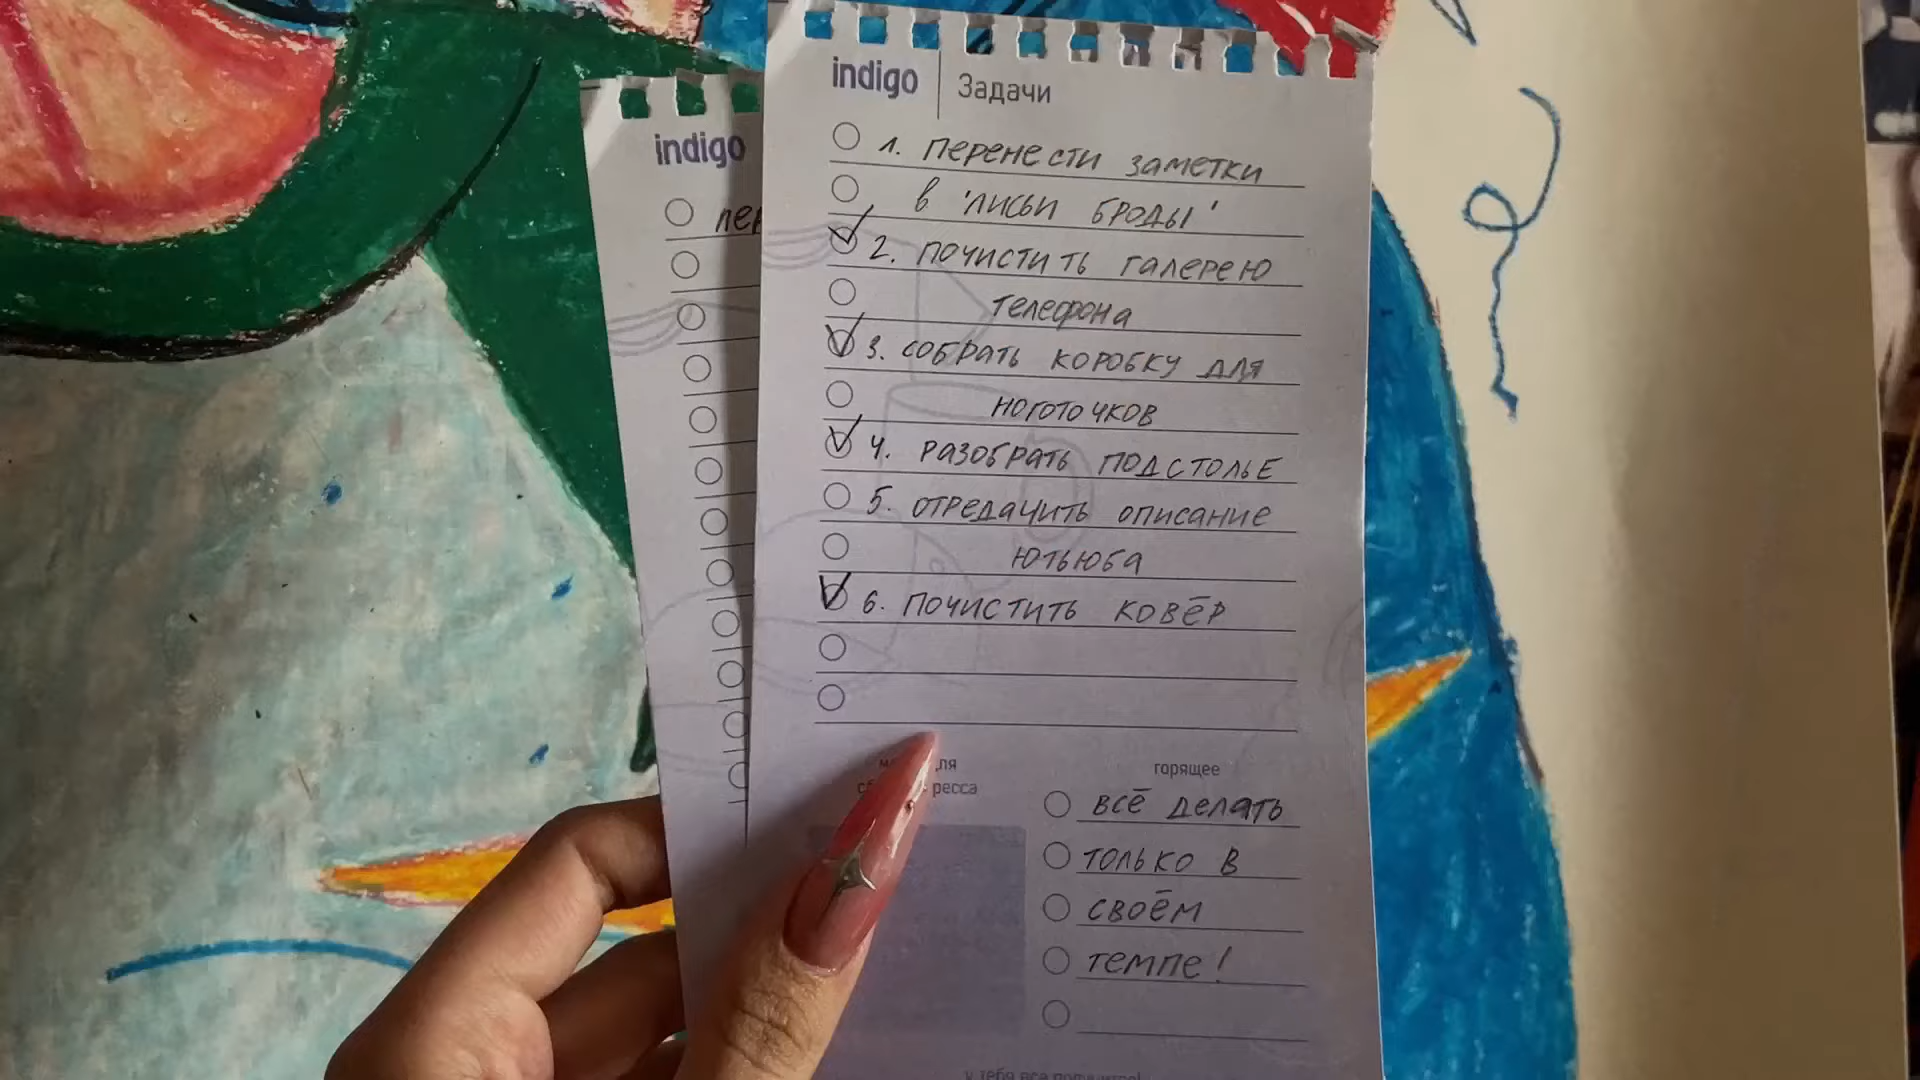 indigo
пер
indigo
Задачи
1. перенести заметки
в 'лисьи броды'
2. почистить галерею
телефона
3. собрать коробку для
ноготочков
4. разобрать подстолье
5. отредачить описание
ютьюба
6. почистить ковёр
горящее
всё делать
только в
своём
темпе!